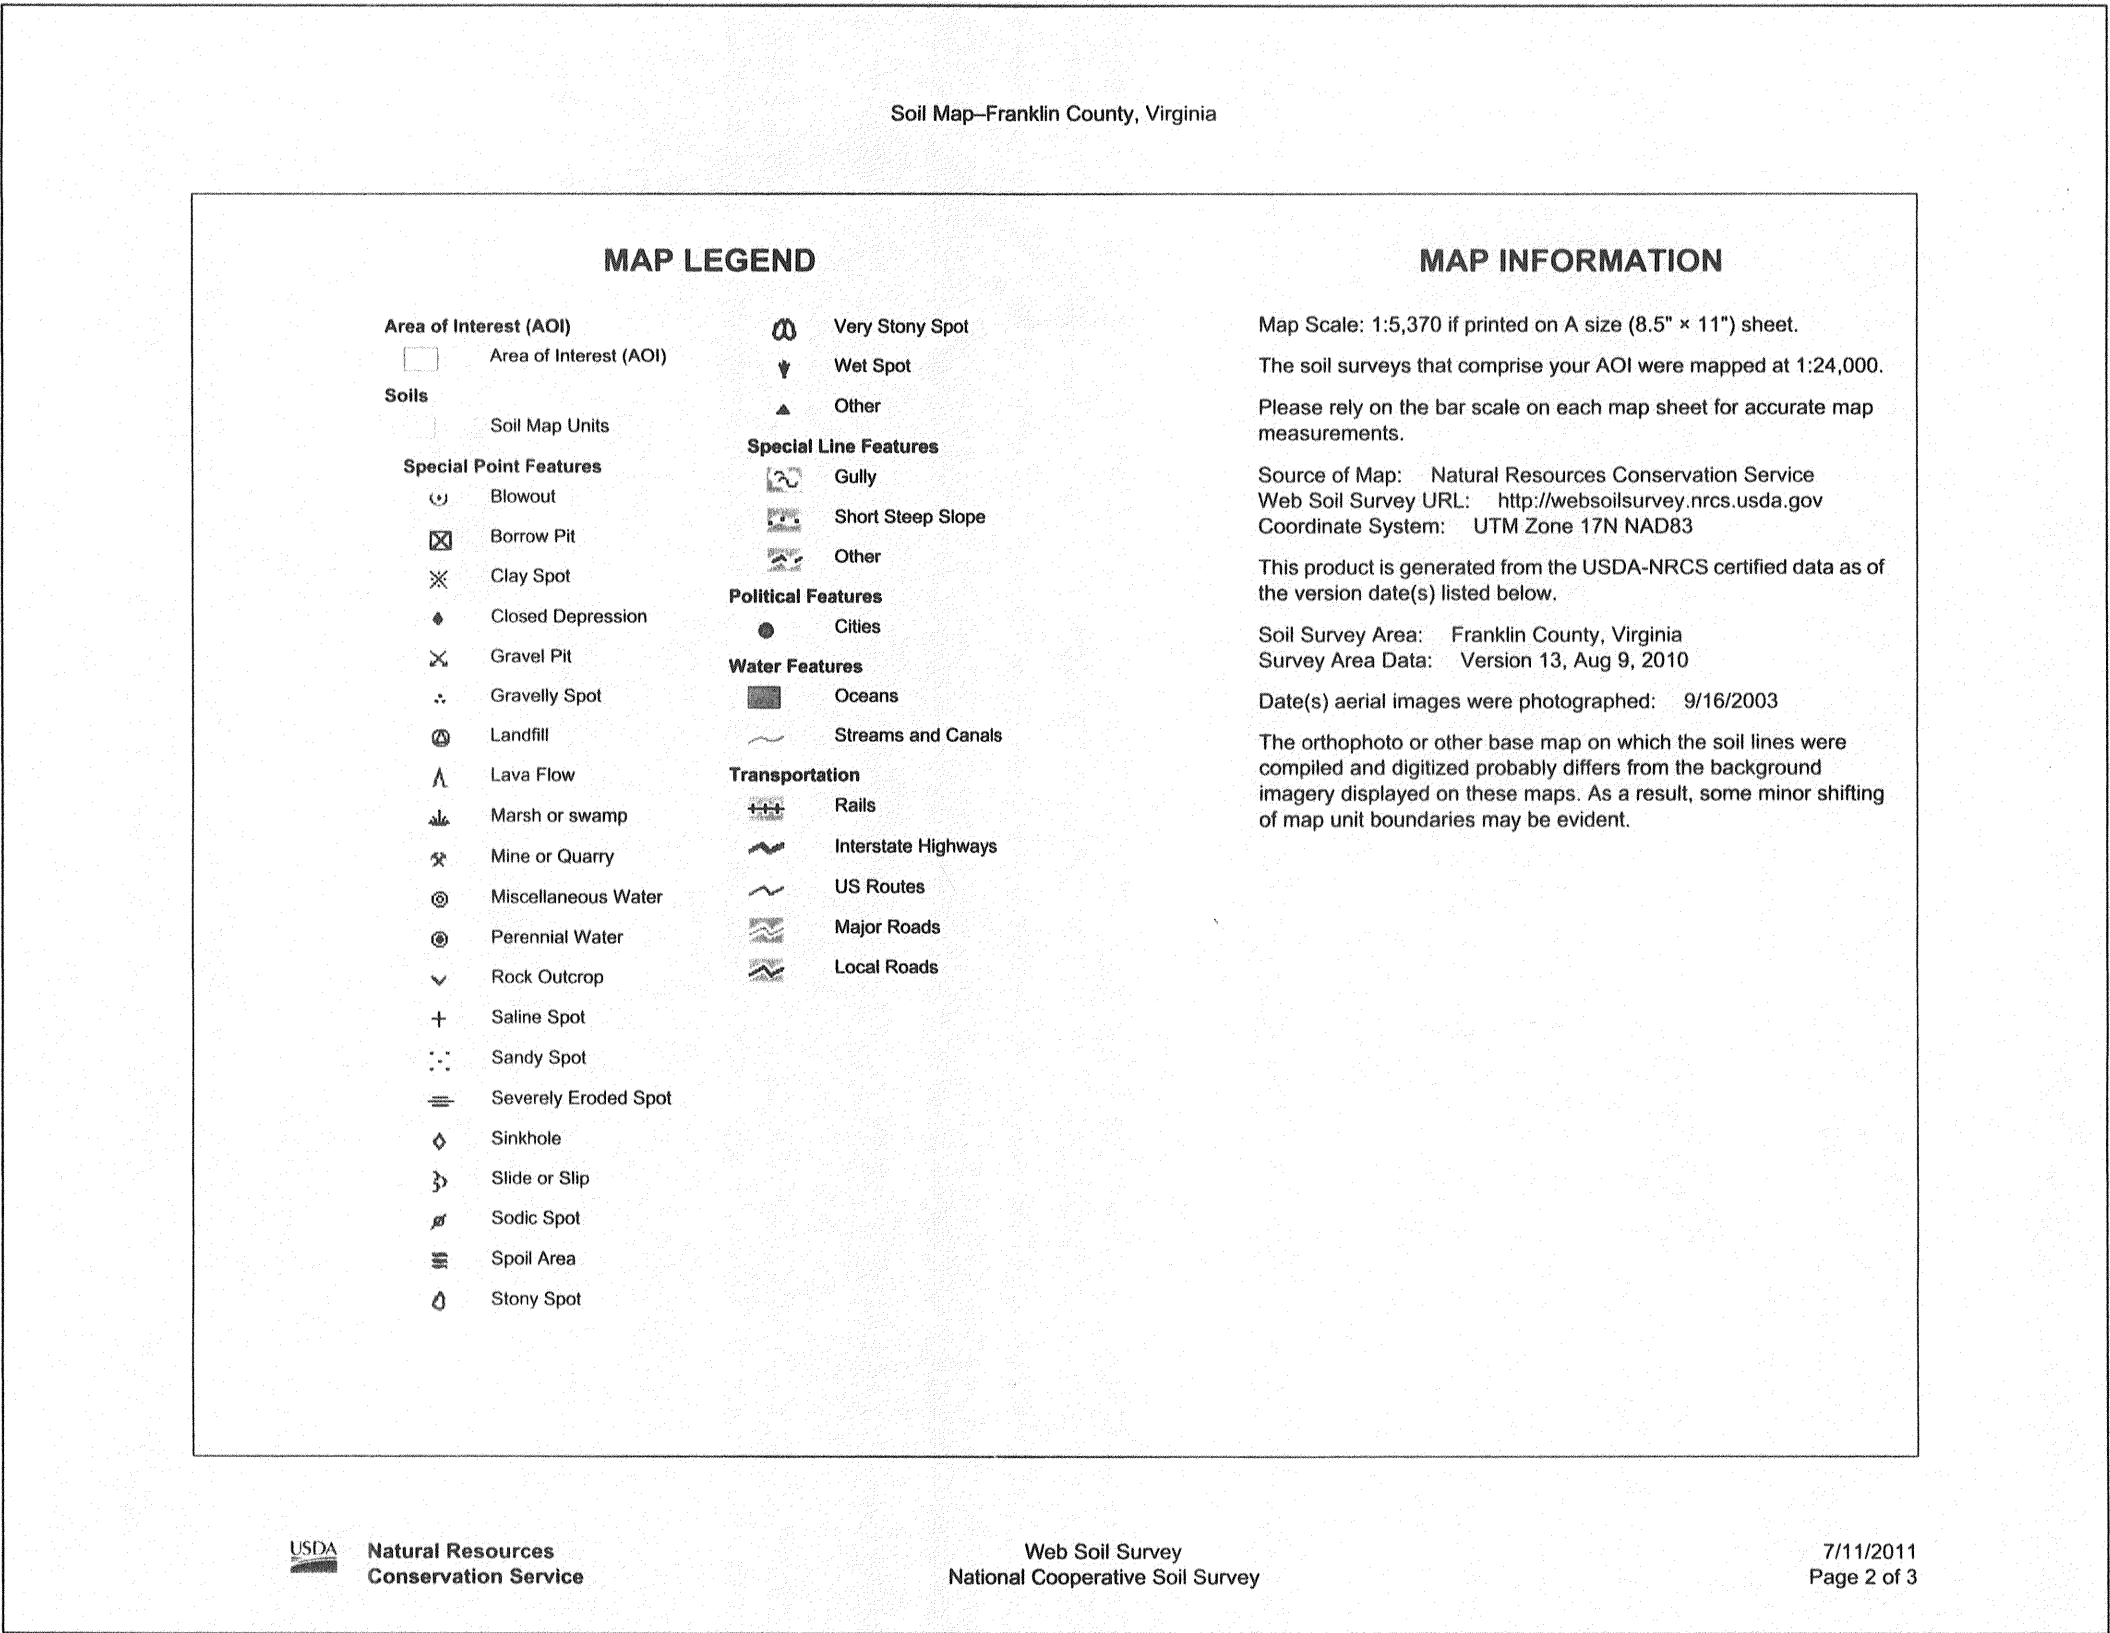 Soil Map–Franklin County, Virginia
MAP LEGEND
Area of Interest (AOI)
Area of Interest (AOI)
Soils
Soil Map Units
Special Point Features
Blowout
Borrow Pit
Clay Spot
Closed Depression
Gravel Pit
Gravelly Spot
Landfill
Lava Flow
Marsh or swamp
Mine or Quarry
Miscellaneous Water
Perennial Water
Rock Outcrop
Saline Spot
Sandy Spot
Severely Eroded Spot
Sinkhole
Slide or Slip
Sodic Spot
Spoil Area
Stony Spot
Very Stony Spot
Wet Spot
Other
Special Line Features
Gully
Short Steep Slope
Other
Political Features
Cities
Water Features
Oceans
Streams and Canals
Transportation
Rails
Interstate Highways
US Routes
Major Roads
Local Roads
MAP INFORMATION
Map Scale: 1:5,370 if printed on A size (8.5" × 11") sheet.
The soil surveys that comprise your AOI were mapped at 1:24,000.
Please rely on the bar scale on each map sheet for accurate map
measurements.
Source of Map: Natural Resources Conservation Service
Web Soil Survey URL: http://websoilsurvey.nrcs.usda.gov
Coordinate System: UTM Zone 17N NAD83
This product is generated from the USDA-NRCS certified data as of
the version date(s) listed below.
Soil Survey Area: Franklin County, Virginia
Survey Area Data: Version 13, Aug 9, 2010
Date(s) aerial images were photographed: 9/16/2003
The orthophoto or other base map on which the soil lines were
compiled and digitized probably differs from the background
imagery displayed on these maps. As a result, some minor shifting
of map unit boundaries may be evident.
USDA
Natural Resources
Conservation Service
Web Soil Survey
National Cooperative Soil Survey
7/11/2011
Page 2 of 3